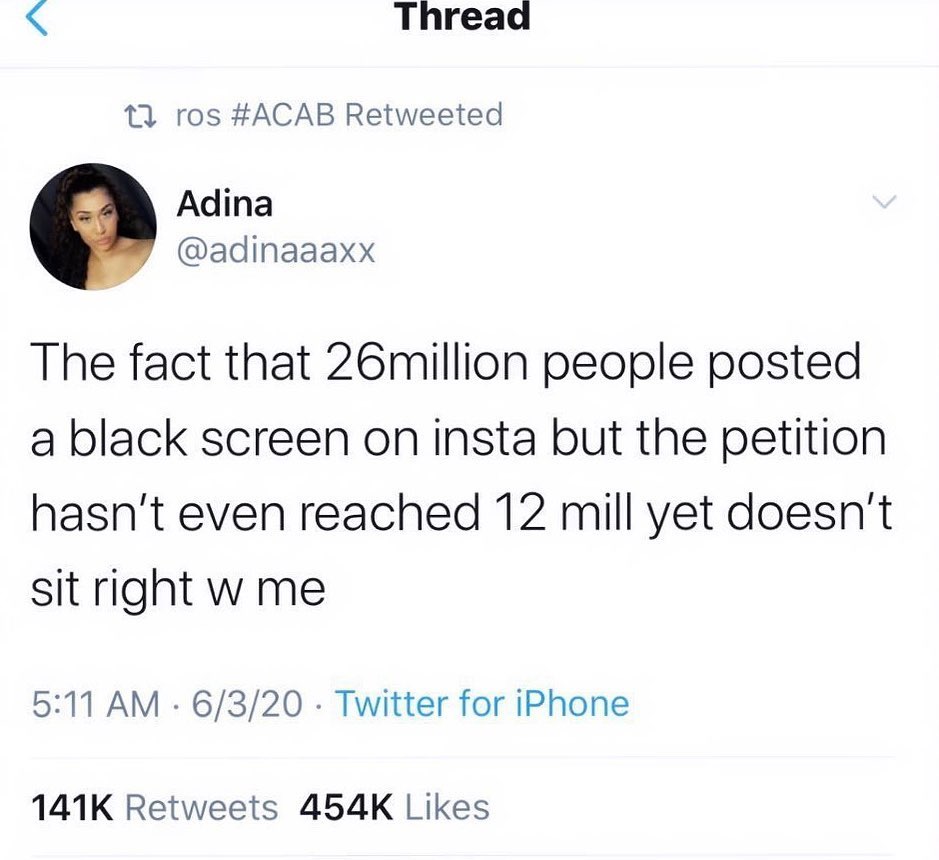 Thread
ros #ACAB Retweeted
Adina
@adinaaaxx
The fact that 26million people posted
a black screen on insta but the petition
hasn't even reached 12 mill yet doesn't
sit right w me
5:11 AM · 6/3/20 · Twitter for iPhone
141K Retweets 454K Likes